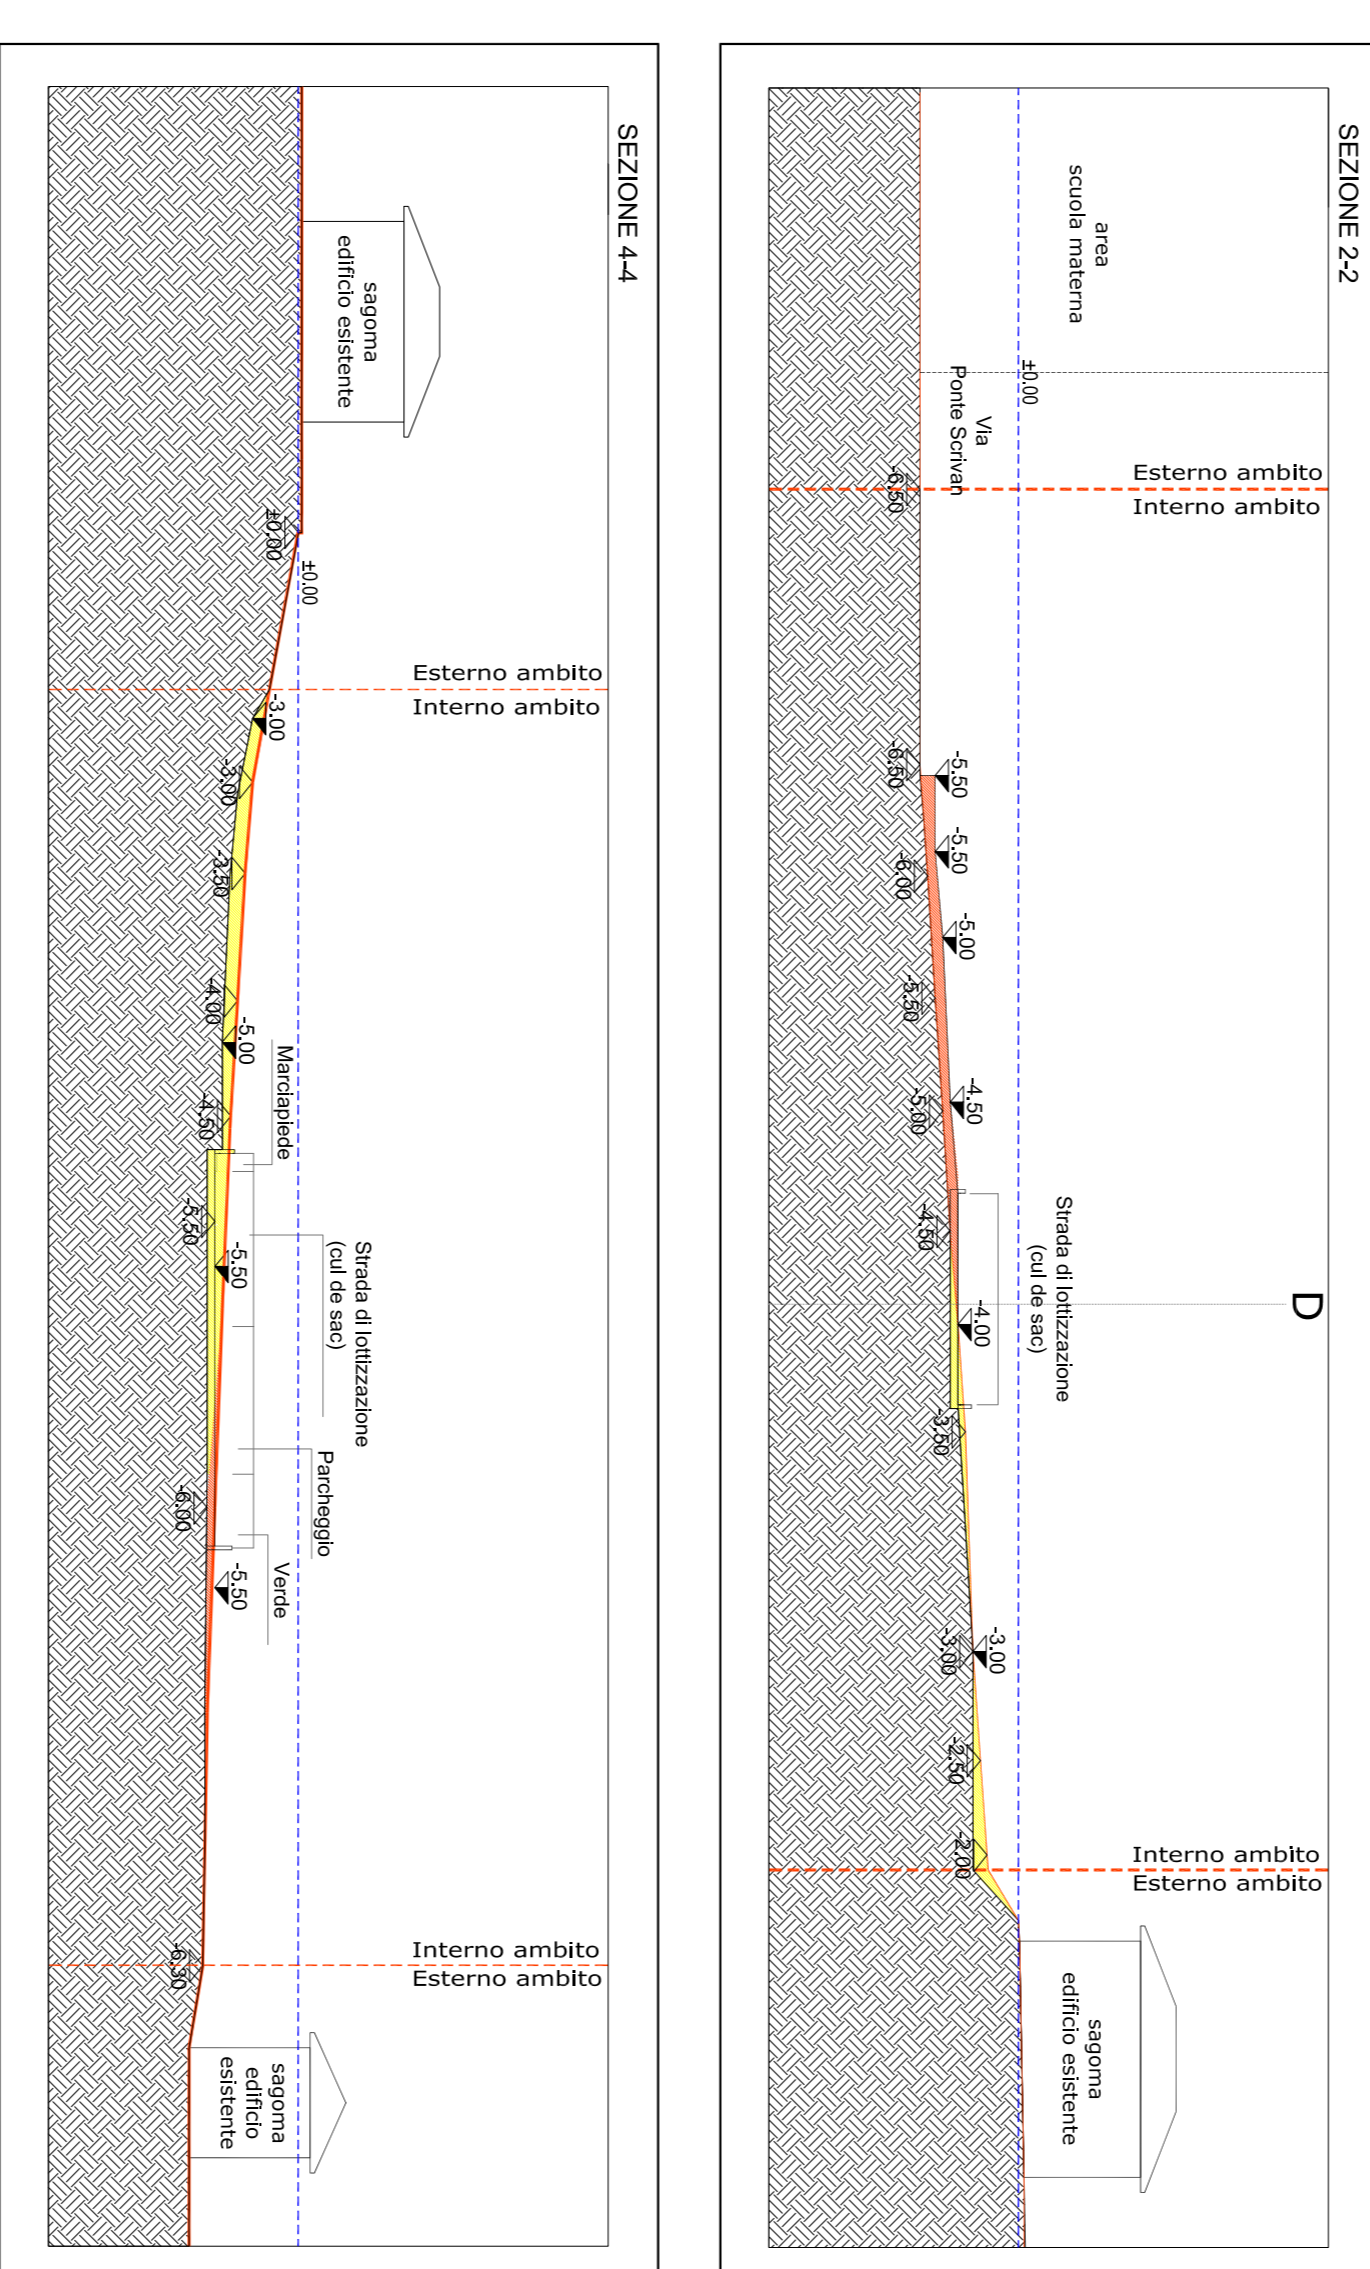 SEZIONE 2-2
area
scuola materna
±0.00
Via
Ponte Scrivan
Esterno ambito
Interno ambito
-6.50
-6.50
-5.50
-5.50
-6.00
-5.00
-5.50
-4.50
-5.00
-4.50
Strada di lottizzazione
(cul de sac)
D
-4.00
-3.50
-3.00
-3.00
-2.50
-2.00
Interno ambito
Esterno ambito
sagoma
edificio esistente
SEZIONE 4-4
sagoma
edificio esistente
±0.00
±0.00
Esterno ambito
Interno ambito
-3.00
-3.00
-3.50
-4.00
-5.00
Marciapiede
-4.50
-5.50
-5.50
Strada di lottizzazione
(cul de sac)
Parcheggio
-6.00
Verde
-5.50
Interno ambito
Esterno ambito
-6.30
sagoma
edificio
esistente